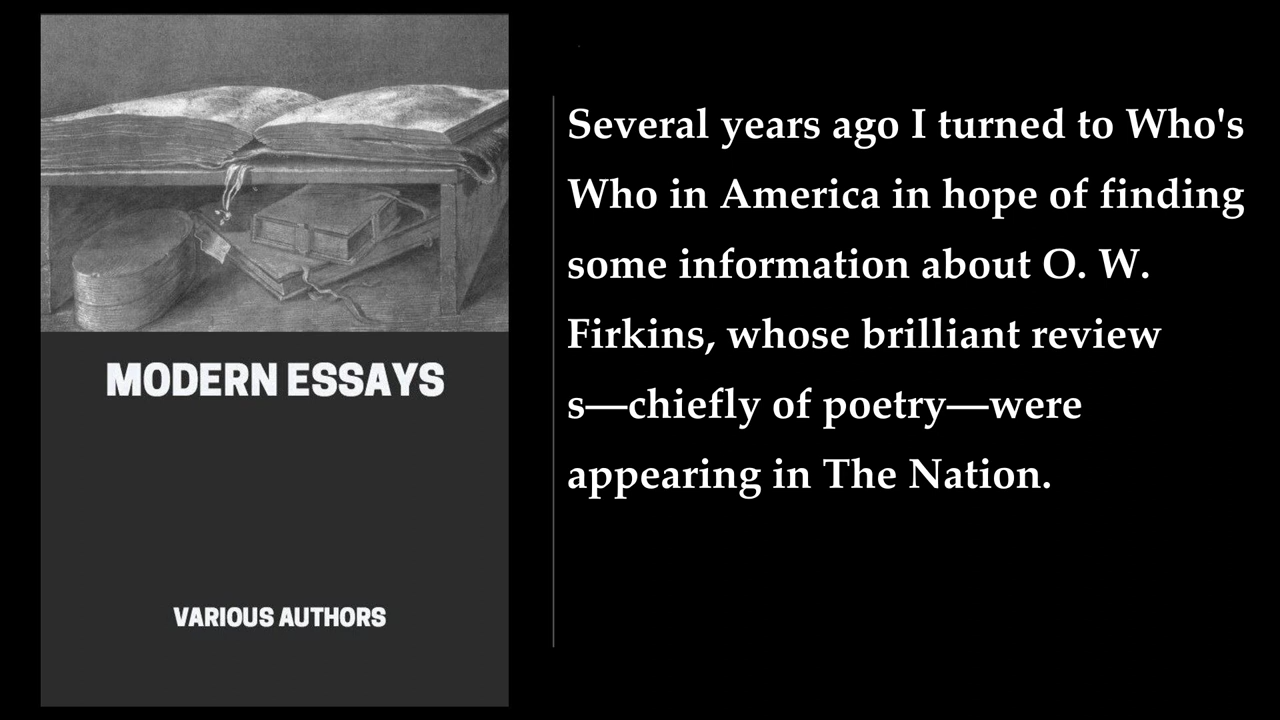 MODERN ESSAYS
VARIOUS AUTHORS
Several years ago I turned to Who's
Who in America in hope of finding
some information about O. W.
Firkins, whose brilliant review
s—chiefly of poetry—were
appearing in The Nation.